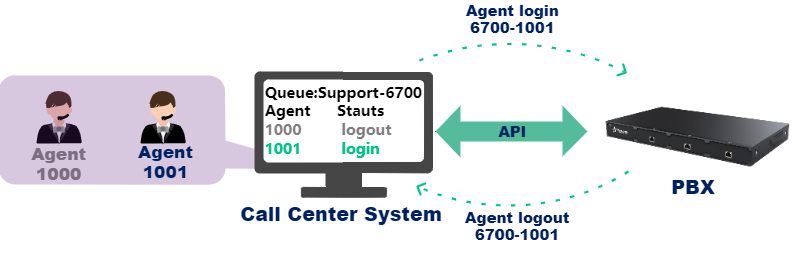 Agent login
6700-1001
Queue:Support-6700
Agent Stauts
1000 logout
1001 login
Agent
1000
Agent
1001
API
PBX
Call Center System
Agent logout
6700-1001